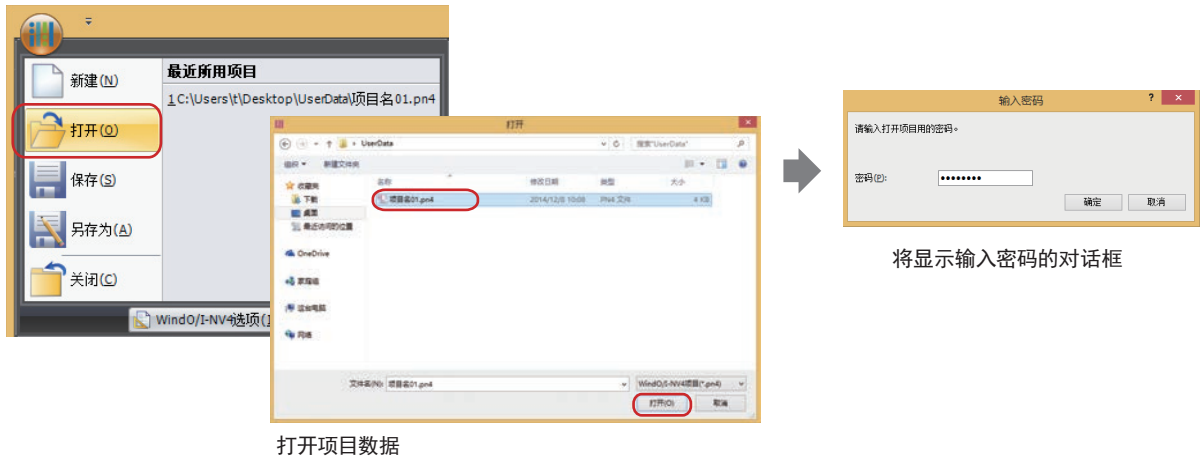 新建(N)
打开(O)
保存(S)
另存为(A)
关闭(C)
最近所用项目
1 C:\Users\t\Desktop\UserData\项目名01.pn4
WindO/I-NV4选项(I
打开
UserData
搜索"UserData"
组织
新建文件夹
收藏夹
下载
桌面
最近访问的位置
OneDrive
家庭组
这台电脑
网络
名称
修改日期
类型
大小
项目名01.pn4
2014/12/8 10:08
PN4 文件
4 KB
文件名(N):
项目名01.pn4
WindO/I-NV4项目(*.pn4)
打开(O)
取消
打开项目数据
输入密码
?
×
请输入打开项目用的密码。
密码(P):
••••••••
确定
取消
将显示输入密码的对话框